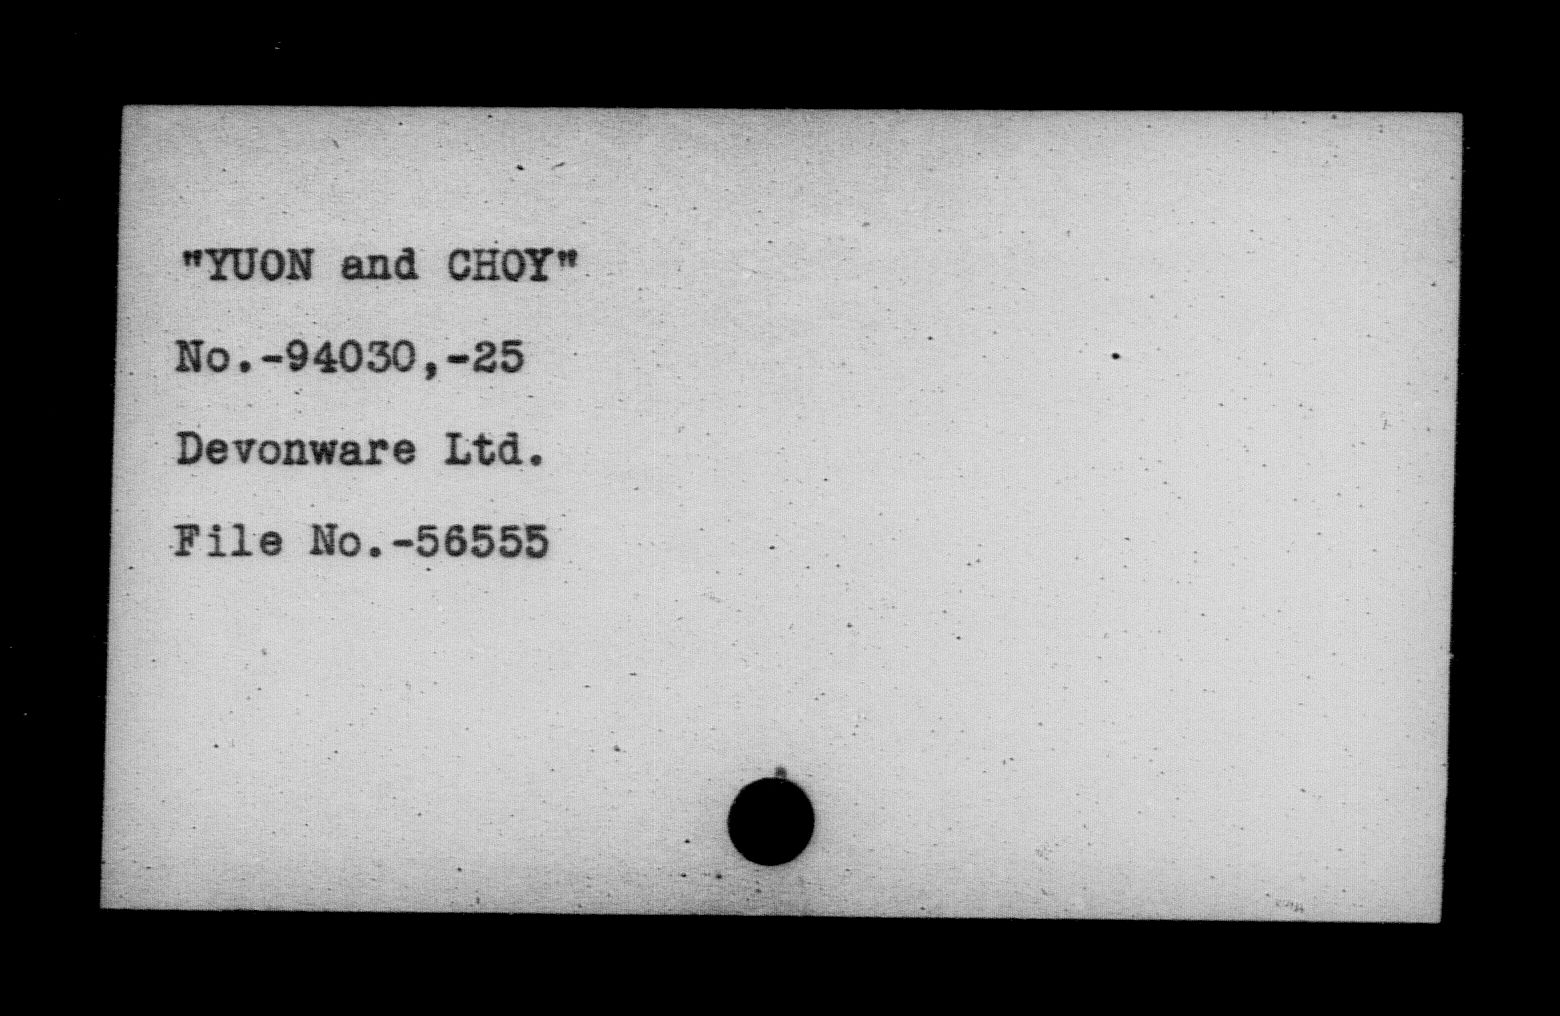 "YUON and CHOY"
No.-94030,-25
Devonware Ltd.
File No.-56555